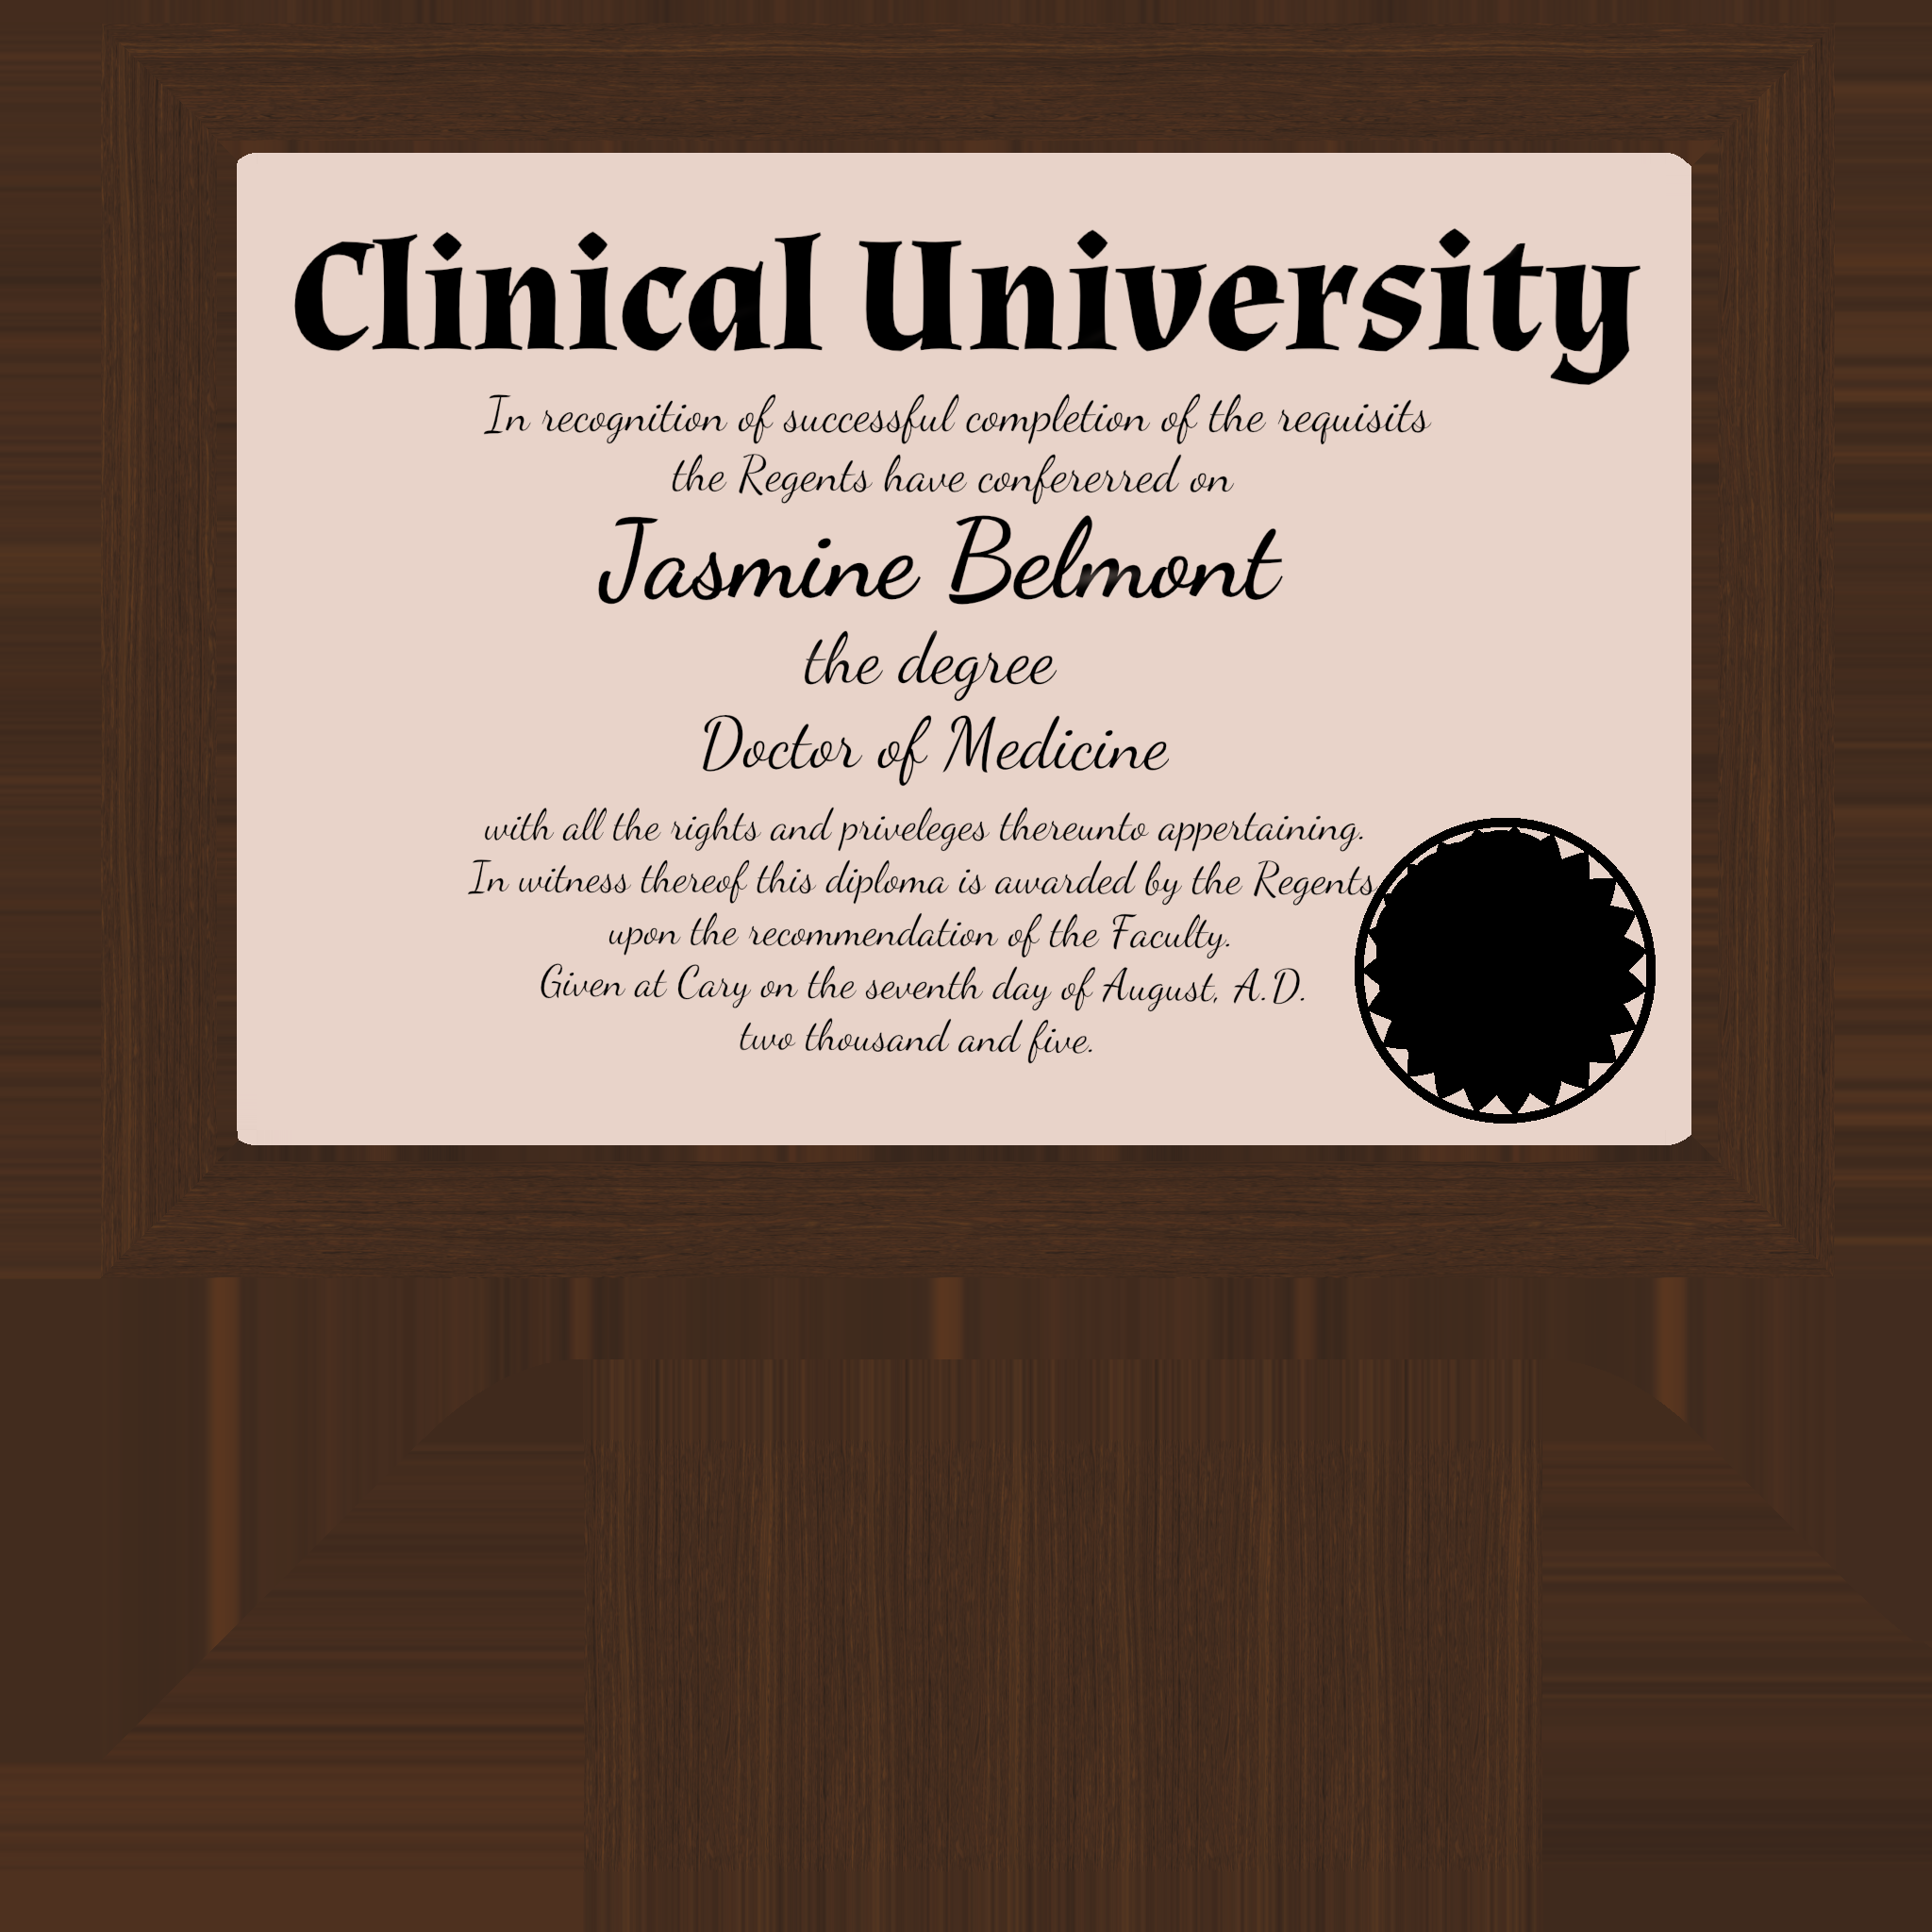 Clinical University
In recognition of successful completion of the requisits
the Regents have confererred on
Jasmine Belmont
the degree
Doctor of Medicine
with all the rights and priveleges thereunto appertaining.
In witness thereof this diploma is awarded by the Regents
upon the recommendation of the Faculty.
Given at Cary on the seventh day of August, A.D.
two thousand and five.